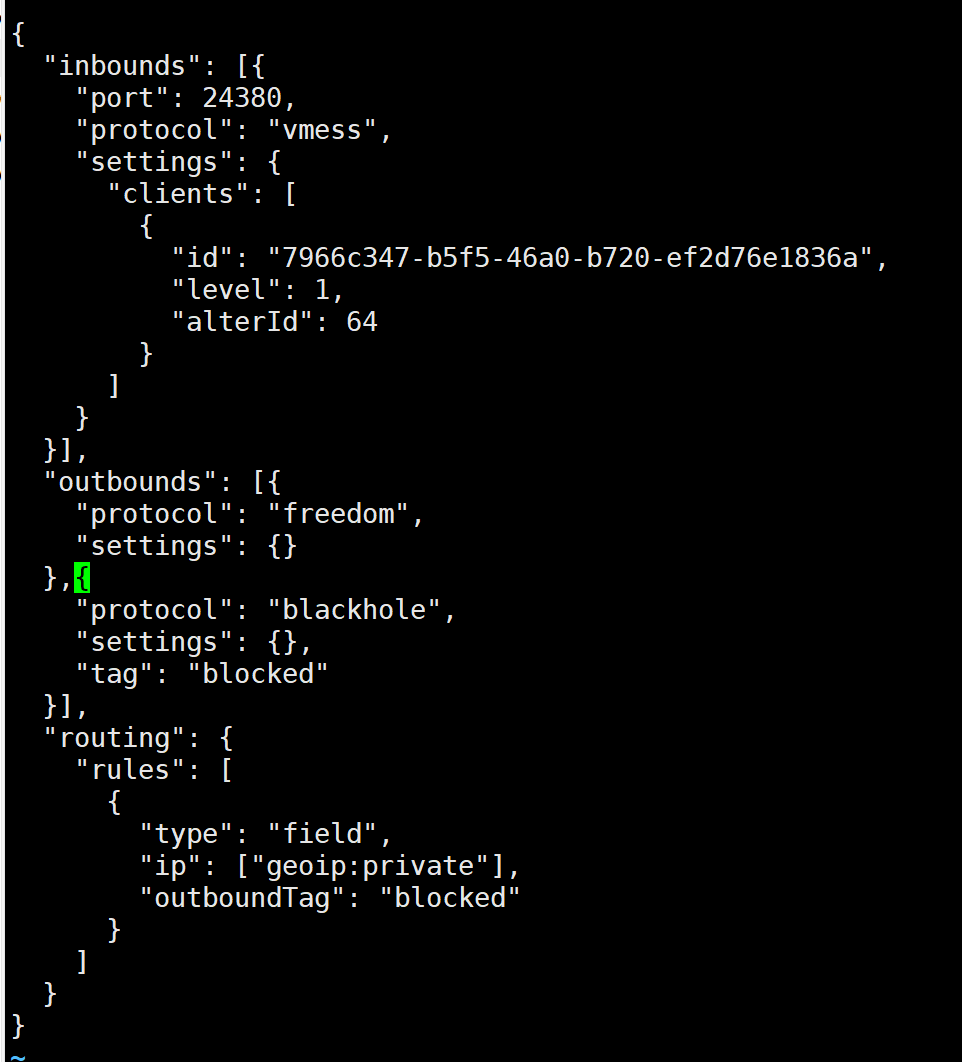 {
  "inbounds": [{
    "port": 24380,
    "protocol": "vmess",
    "settings": {
      "clients": [
        {
          "id": "7966c347-b5f5-46a0-b720-ef2d76e1836a",
          "level": 1,
          "alterId": 64
        }
      ]
    }
  }],
  "outbounds": [{
    "protocol": "freedom",
    "settings": {}
  },{
    "protocol": "blackhole",
    "settings": {},
    "tag": "blocked"
  }],
  "routing": {
    "rules": [
      {
        "type": "field",
        "ip": ["geoip:private"],
        "outboundTag": "blocked"
      }
    ]
  }
}
~